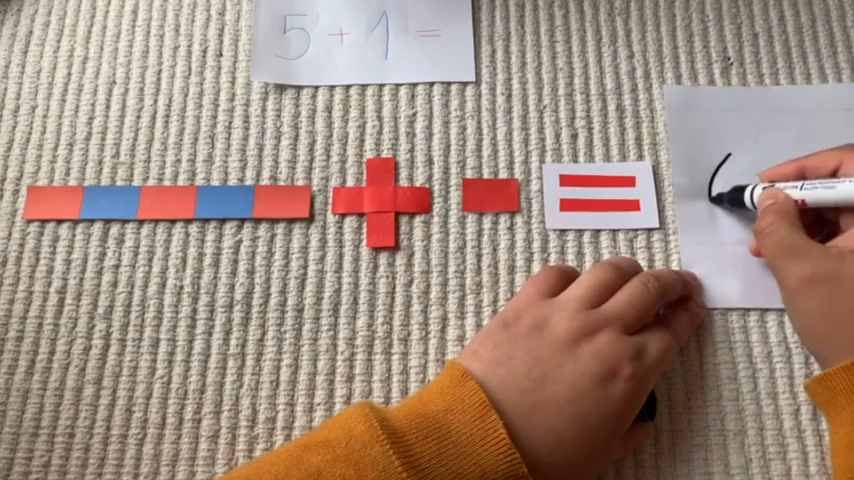 5 + 1 =
+ =